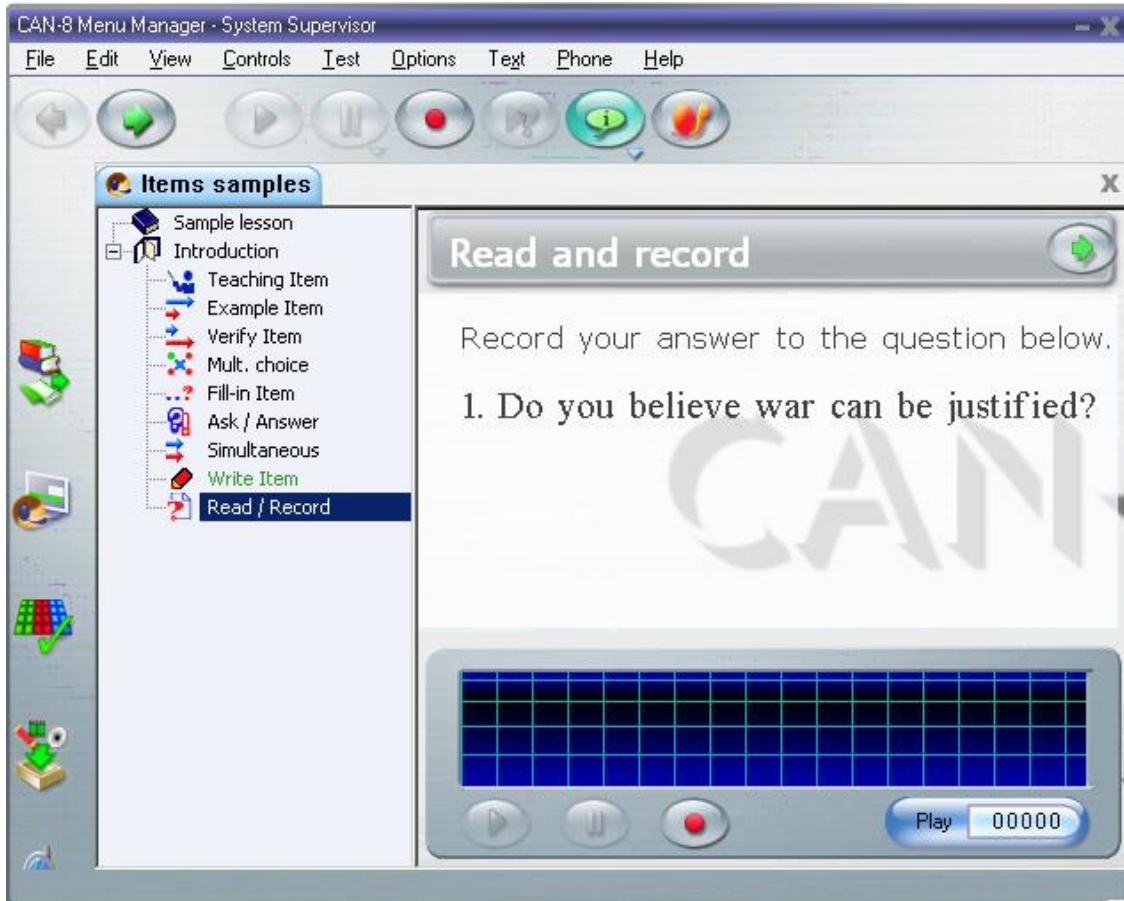 CAN-8 Menu Manager - System Supervisor
File Edit View Controls Test Options Text Phone Help
Items samples
Sample lesson
Introduction
Teaching Item
Example Item
Verify Item
Mult. choice
Fill-in Item
Ask / Answer
Simultaneous
Write Item
Read / Record
Read and record
Record your answer to the question below.
1. Do you believe war can be justified?
CAN-
Play 00000